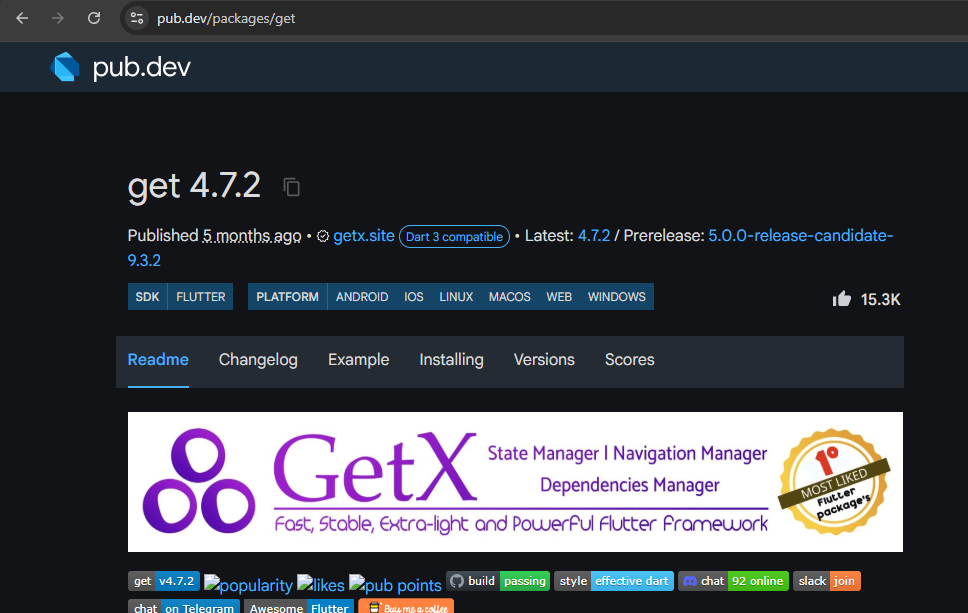 pub.dev/packages/get
pub.dev
get 4.7.2
Published 5 months ago • getx.site Dart 3 compatible • Latest: 4.7.2 / Prerelease: 5.0.0-release-candidate-
9.3.2
SDK FLUTTER PLATFORM ANDROID IOS LINUX MACOS WEB WINDOWS 15.3K
Readme Changelog Example Installing Versions Scores
GetX
State Manager | Navigation Manager
Dependencies Manager
Fast, Stable, Extra-light and Powerful Flutter Framework
1º
MOST LIKED
Flutter
package's
get v4.7.2 popularity likes pub points build passing style effective dart chat 92 online slack join
chat on Telegram Awesome Flutter Buy me a coffee